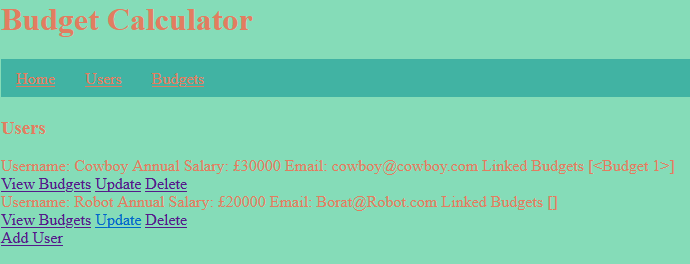 Budget Calculator
Home Users Budgets
Users
Username: Cowboy Annual Salary: £30000 Email: cowboy@cowboy.com Linked Budgets [<Budget 1>]
View Budgets Update Delete
Username: Robot Annual Salary: £20000 Email: Borat@Robot.com Linked Budgets []
View Budgets Update Delete
Add User